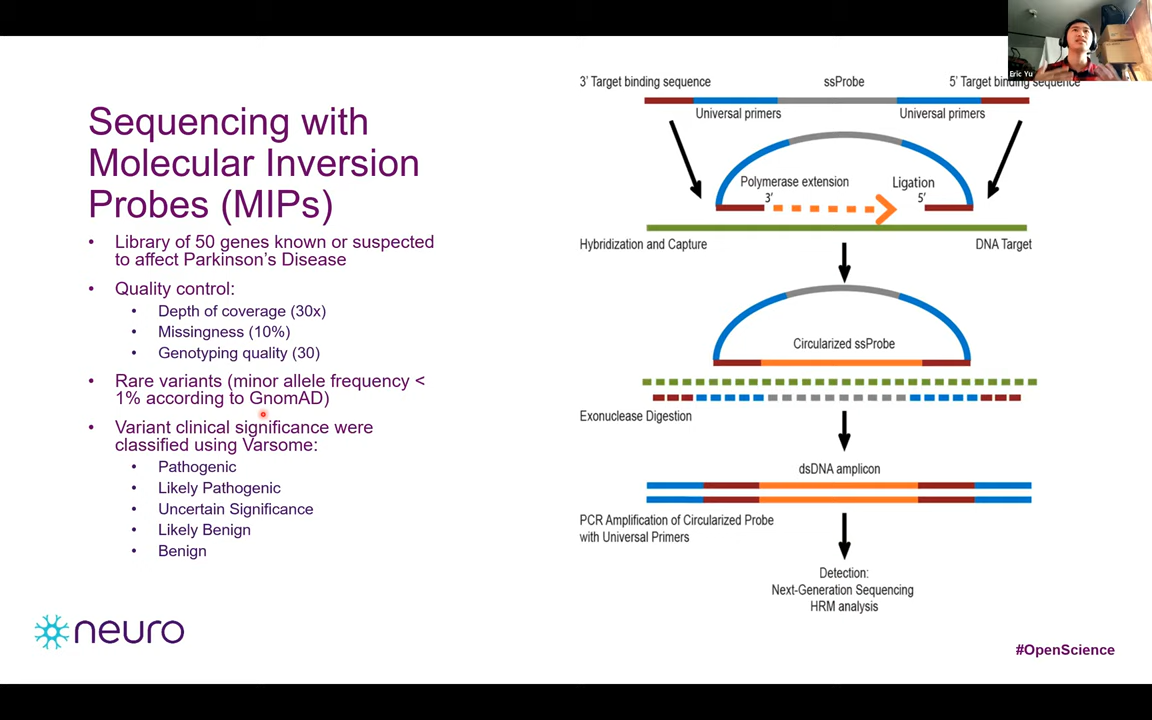 Sequencing with
Molecular Inversion
Probes (MIPs)
• Library of 50 genes known or suspected
to affect Parkinson's Disease
• Quality control:
• Depth of coverage (30x)
• Missingness (10%)
• Genotyping quality (30)
• Rare variants (minor allele frequency <
1% according to GnomAD)
• Variant clinical significance were
classified using Varsome:
• Pathogenic
• Likely Pathogenic
• Uncertain Significance
• Likely Benign
• Benign
neuro
Eric Yu
3' Target binding sequence
ssProbe
5' Target binding sequence
Universal primers
Universal primers
Polymerase extension
3'
Ligation
5'
Hybridization and Capture
DNA Target
Circularized ssProbe
Exonuclease Digestion
dsDNA amplicon
PCR Amplification of Circularized Probe
with Universal Primers
Detection:
Next-Generation Sequencing
HRM analysis
#OpenScience